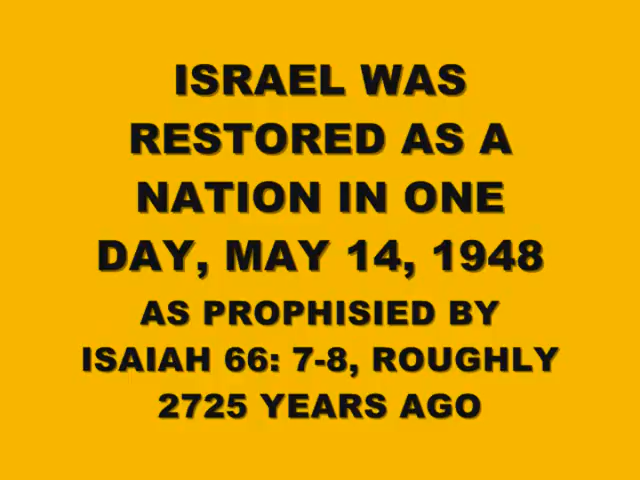 ISRAEL WAS
RESTORED AS A
NATION IN ONE
DAY, MAY 14, 1948
AS PROPHISIED BY
ISAIAH 66: 7-8, ROUGHLY
2725 YEARS AGO